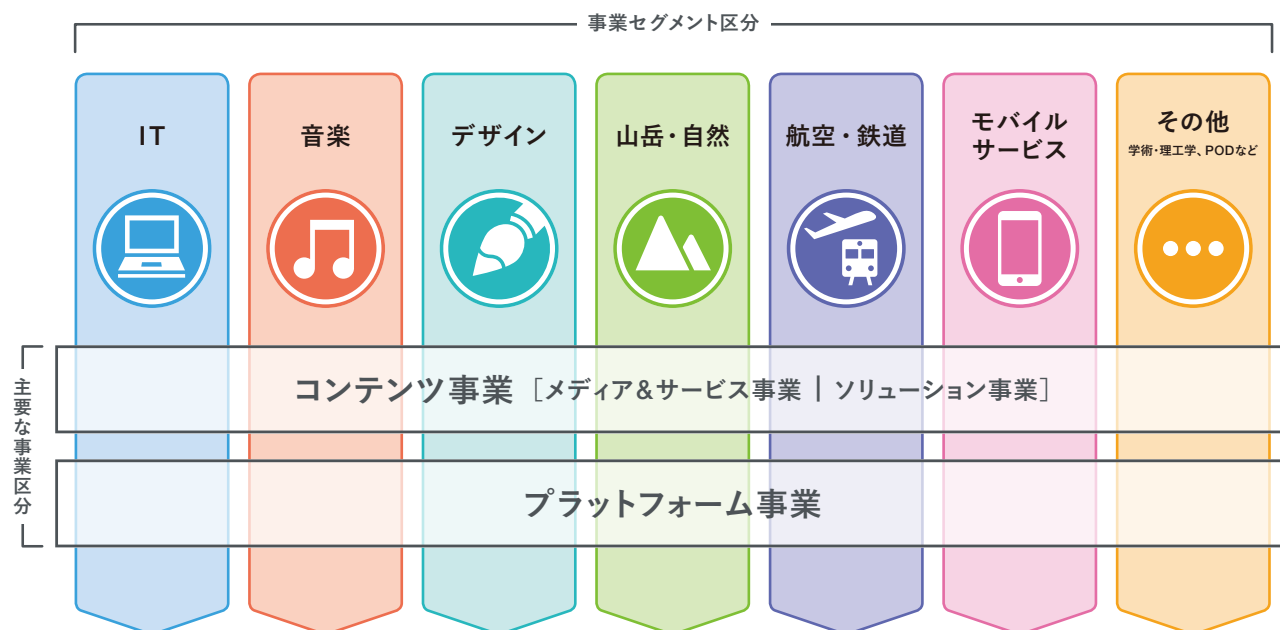 事業セグメント区分
IT
音楽
デザイン
山岳・自然
航空・鉄道
モバイル
サービス
その他
学術・理工学、PODなど
主要な事業区分
コンテンツ事業［メディア&サービス事業 | ソリューション事業］
プラットフォーム事業